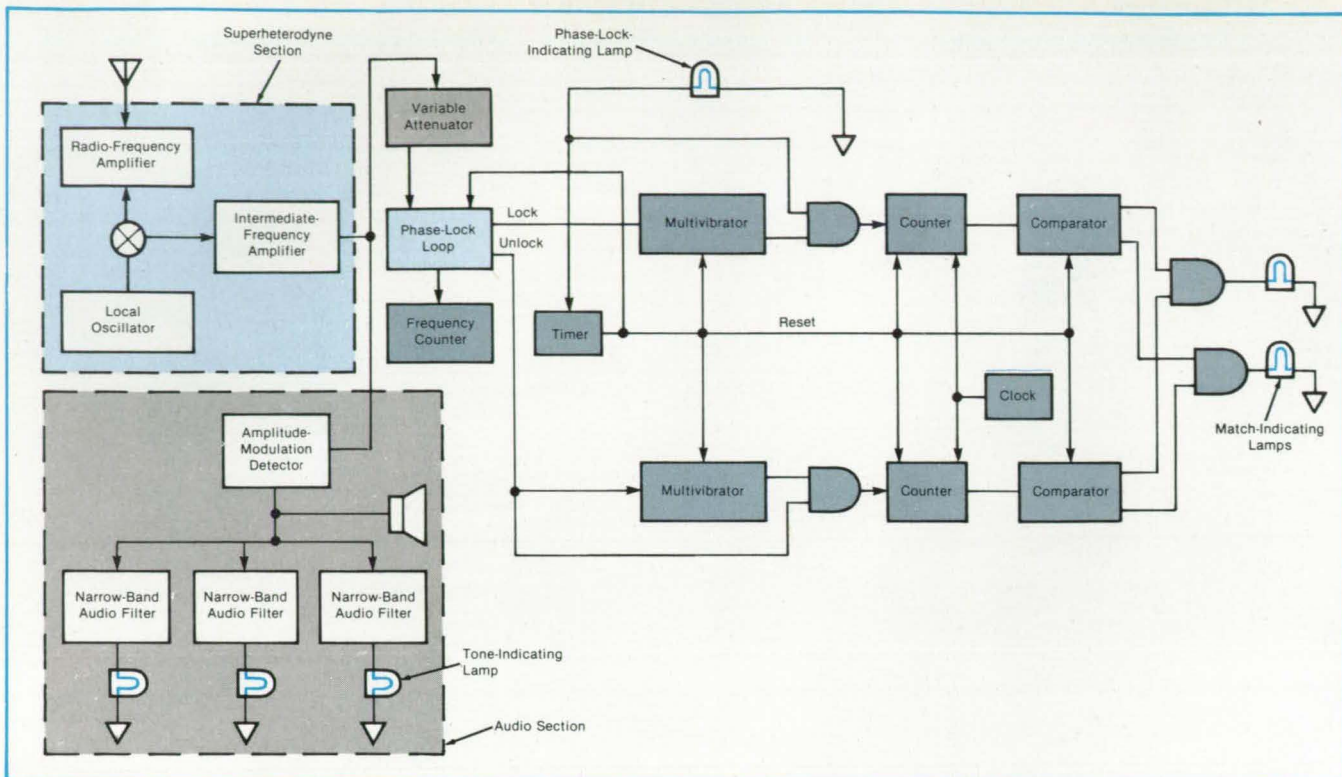 Superheterodyne
Section
Radio-Frequency
Amplifier
Intermediate-
Frequency
Amplifier
Local
Oscillator
Variable
Attenuator
Phase-Lock
Loop
Lock
Unlock
Frequency
Counter
Phase-Lock-
Indicating Lamp
Timer
Reset
Multivibrator
Counter
Comparator
Clock
Match-Indicating
Lamps
Multivibrator
Counter
Comparator
Amplitude-
Modulation
Detector
Narrow-Band
Audio Filter
Narrow-Band
Audio Filter
Narrow-Band
Audio Filter
Tone-Indicating
Lamp
Audio Section